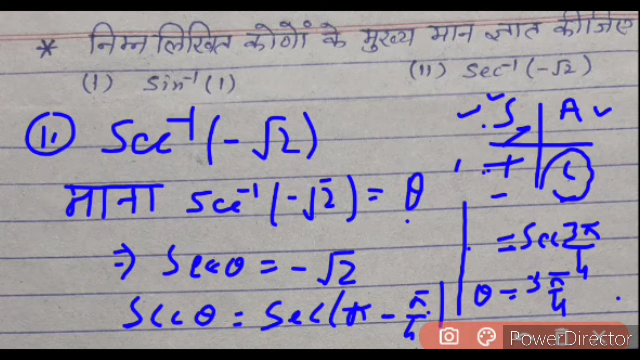 * निम्न लिखित कोणों के मुख्य मान ज्ञात कीजिए
(i) Sin⁻¹(1) (ii) Sec⁻¹(-√2)
(ii) Sec⁻¹(-√2)
माना Sec⁻¹(-√2) = θ
⇒ Secθ = -√2
Secθ = Sec(π - π/4
S A
T C
= Sec 3π/4
θ = 3π/4
PowerDirector